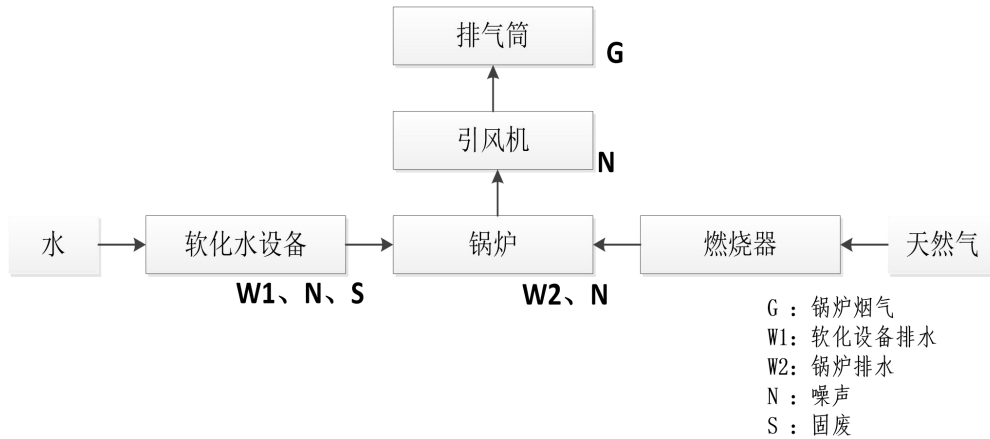 排气筒
G
引风机
N
水
软化水设备
锅炉
燃烧器
天然气
W1、N、S
W2、N
G ：锅炉烟气
W1：软化设备排水
W2：锅炉排水
N ：噪声
S ：固废